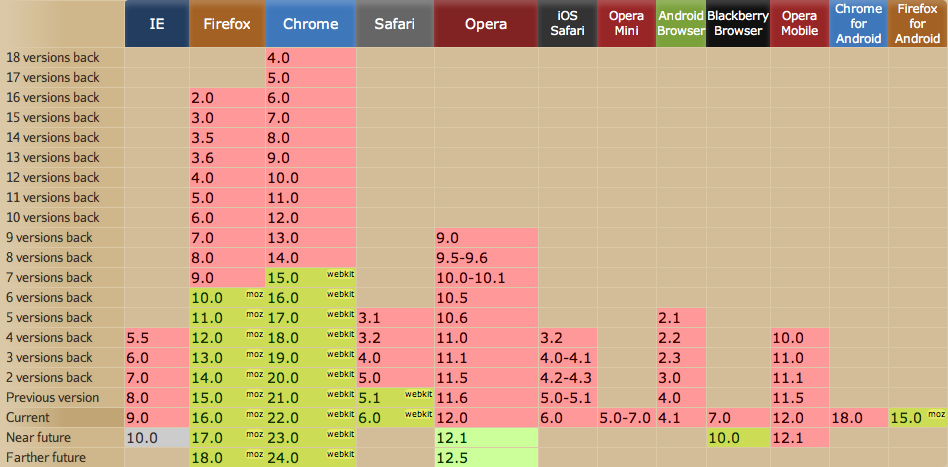 IE Firefox Chrome Safari Opera iOS Safari Opera Mini Android Browser Blackberry Browser Opera Mobile Chrome for Android Firefox for Android
18 versions back 4.0
17 versions back 5.0
16 versions back 2.0 6.0
15 versions back 3.0 7.0
14 versions back 3.5 8.0
13 versions back 3.6 9.0
12 versions back 4.0 10.0
11 versions back 5.0 11.0
10 versions back 6.0 12.0
9 versions back 7.0 13.0 9.0
8 versions back 8.0 14.0 9.5-9.6
7 versions back 9.0 15.0 webkit 10.0-10.1
6 versions back 10.0 moz 16.0 webkit 10.5
5 versions back 11.0 moz 17.0 webkit 3.1 10.6 2.1
4 versions back 5.5 12.0 moz 18.0 webkit 3.2 11.0 3.2 2.2 10.0
3 versions back 6.0 13.0 moz 19.0 webkit 4.0 11.1 4.0-4.1 2.3 11.0
2 versions back 7.0 14.0 moz 20.0 webkit 5.0 11.5 4.2-4.3 3.0 11.1
Previous version 8.0 15.0 moz 21.0 webkit 5.1 webkit 11.6 5.0-5.1 4.0 11.5
Current 9.0 16.0 moz 22.0 webkit 6.0 webkit 12.0 6.0 5.0-7.0 4.1 7.0 12.0 18.0 15.0 moz
Near future 10.0 17.0 moz 23.0 webkit 12.1 10.0 12.1
Farther future 18.0 moz 24.0 webkit 12.5